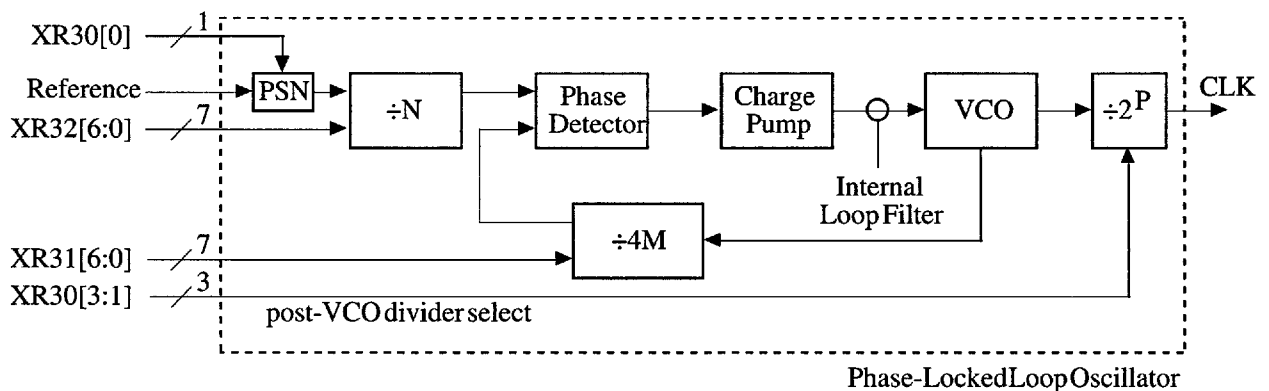 XR30[0] 1
Reference
XR32[6:0] 7
PSN
÷N
Phase
Detector
Charge
Pump
VCO
÷2^P
CLK
Internal
Loop Filter
÷4M
XR31[6:0] 7
XR30[3:1] 3
post-VCO divider select
Phase-Locked Loop Oscillator